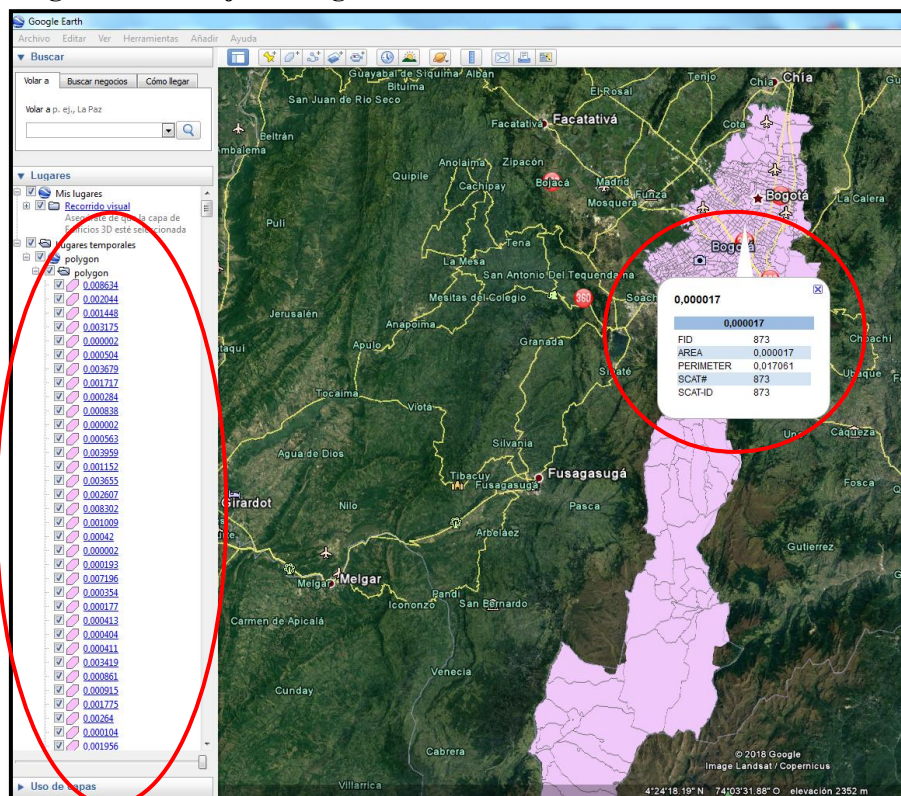 Google Earth
Archivo Editar Ver Herramientas Añadir Ayuda
Buscar
Volar a Buscar negocios Cómo llegar
Volar a p. ej., La Paz
Lugares
Mis lugares
Recorrido visual
Asegúrate de que la capa de
Edificios 3D esté seleccionada
Lugares temporales
polygon
polygon
0,008634
0,002044
0,001448
0,003175
0,000002
0,000504
0,003679
0,001717
0,000284
0,000838
0,000002
0,000563
0,003959
0,001152
0,003655
0,002607
0,008302
0,001009
0,00042
0,000002
0,000193
0,007196
0,000354
0,000177
0,000413
0,000404
0,000411
0,003419
0,000861
0,000915
0,001775
0,00264
0,000104
0,001956
Uso de capas
Guayabal de Siquima Albán
Bituima
San Juan de Rio Seco
El Rosal
Tenjo
Chía Chía
Cota
Facatativá Facatativá
Beltrán
Anolaima
Zipacón
Quipile
Cachipay
Bojacá
Madrid
Funza
Mosquera
Bogotá
La Calera
Puli
Tena
La Mesa
Bogotá
San Antonio Del Tequendama
Mesitas del Colegio
360
Jerusalén
Anapoima
Apulo
Granada
Choachi
Tocaima
Viotá
Ubaque
Silvania
Cáqueza
Agua de Dios
Tibacuy
Fusagasugá
Fusagasugá
Fosca
Girardot
Nilo
Pasca
Arbeláez
Gutierrez
Melgar
Melgar
Pandi
Icononzo
San Bernardo
Carmen de Apicalá
Venecia
Cunday
Cabrera
Villarrica
0,000017
0,000017
FID 873
AREA 0,000017
PERIMETER 0,017061
SCAT# 873
SCAT-ID 873
© 2018 Google
Image Landsat / Copernicus
4°24'18.19" N 74°03'31.88" O elevación 2352 m